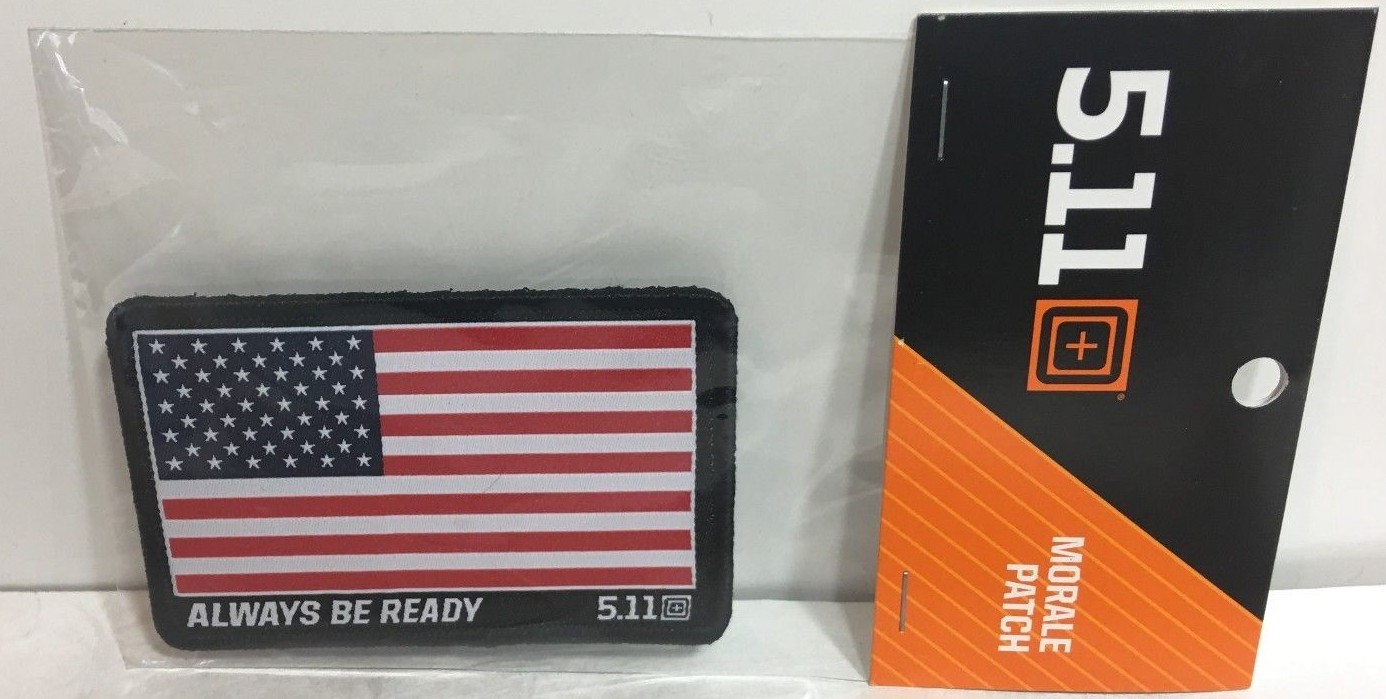 ALWAYS BE READY
5.11
5.11
®
MORALE
PATCH